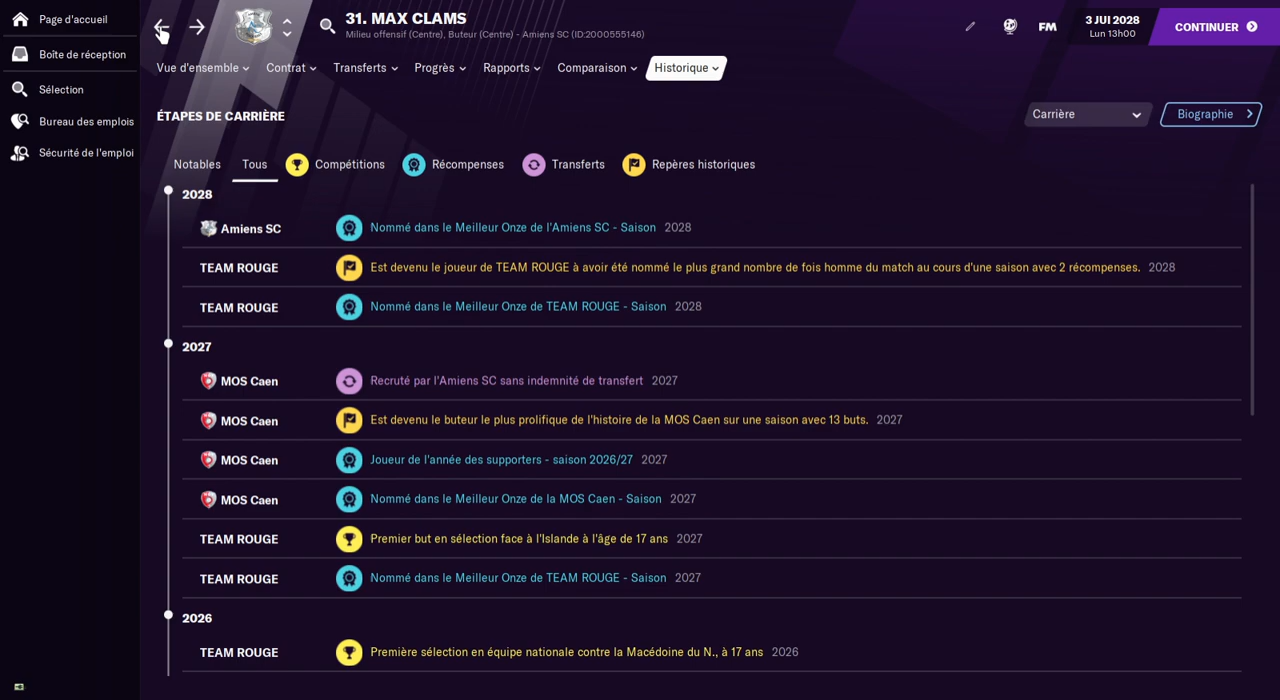 Page d'accueil
Boîte de réception
Sélection
Bureau des emplois
Sécurité de l'emploi
31. MAX CLAMS
Milieu offensif (Centre), Buteur (Centre) - Amiens SC (ID:2000555146)
FM
3 JUI 2028
Lun 13h00
CONTINUER
Vue d'ensemble
Contrat
Transferts
Progrès
Rapports
Comparaison
Historique
ÉTAPES DE CARRIÈRE
Carrière
Biographie
Notables
Tous
Compétitions
Récompenses
Transferts
Repères historiques
2028
Amiens SC Nommé dans le Meilleur Onze de l'Amiens SC - Saison 2028
TEAM ROUGE Est devenu le joueur de TEAM ROUGE à avoir été nommé le plus grand nombre de fois homme du match au cours d'une saison avec 2 récompenses. 2028
TEAM ROUGE Nommé dans le Meilleur Onze de TEAM ROUGE - Saison 2028
2027
MOS Caen Recruté par l'Amiens SC sans indemnité de transfert 2027
MOS Caen Est devenu le buteur le plus prolifique de l'histoire de la MOS Caen sur une saison avec 13 buts. 2027
MOS Caen Joueur de l'année des supporters - saison 2026/27 2027
MOS Caen Nommé dans le Meilleur Onze de la MOS Caen - Saison 2027
TEAM ROUGE Premier but en sélection face à l'Islande à l'âge de 17 ans 2027
TEAM ROUGE Nommé dans le Meilleur Onze de TEAM ROUGE - Saison 2027
2026
TEAM ROUGE Première sélection en équipe nationale contre la Macédoine du N., à 17 ans 2026